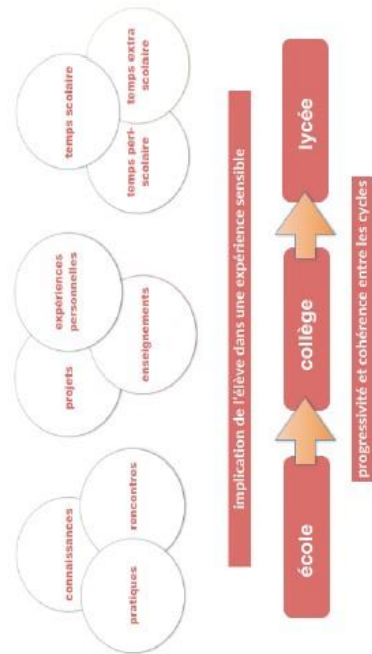 connaissances
pratiques
rencontres
projets
expériences
personnelles
enseignements
temps scolaire
temps péri-
scolaire
temps extra
scolaire
implication de l'élève dans une expérience sensible
école
collège
lycée
progressivité et cohérence entre les cycles